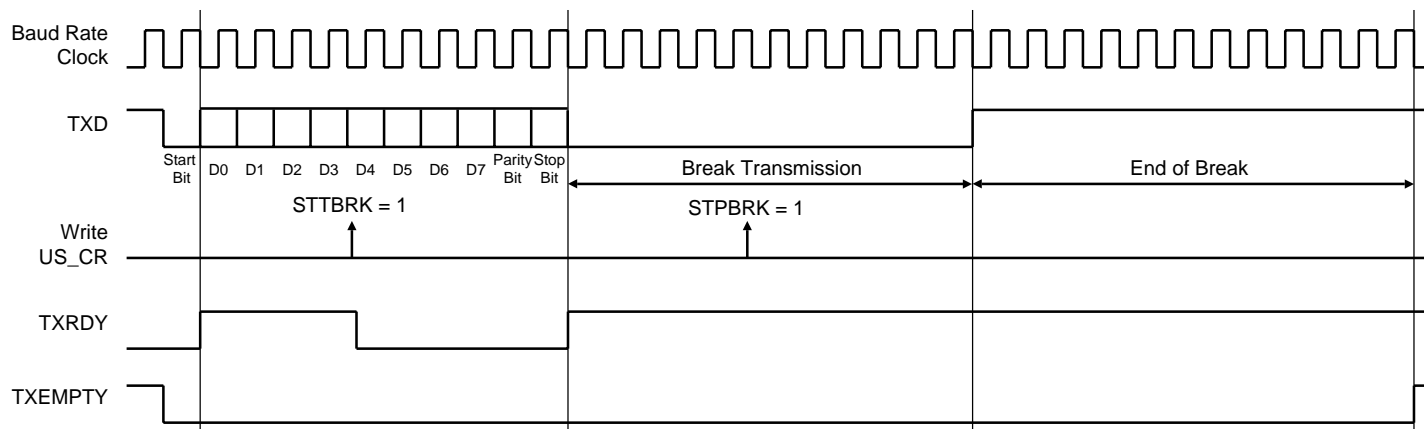 Baud Rate
Clock
TXD
Start
Bit
D0 D1 D2 D3 D4 D5 D6 D7
Parity
Bit
Stop
Bit
Break Transmission
End of Break
STTBRK = 1
STPBRK = 1
Write
US_CR
TXRDY
TXEMPTY